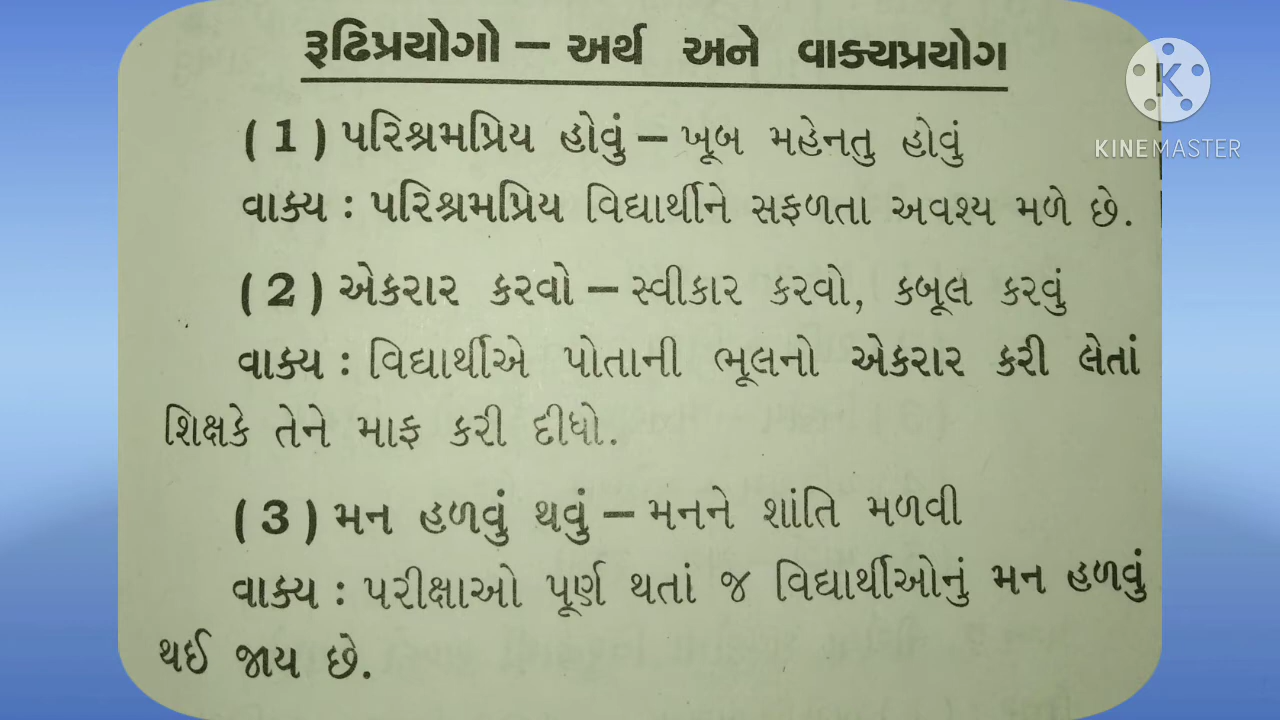 રૂઢિપ્રયોગો – અર્થ અને વાક્યપ્રયોગ
( 1 ) પરિશ્રમપ્રિય હોવું – ખૂબ મહેનતુ હોવું
KINEMASTER
વાક્ય : પરિશ્રમપ્રિય વિદ્યાર્થીને સફળતા અવશ્ય મળે છે.
( 2 ) એકરાર કરવો – સ્વીકાર કરવો, કબૂલ કરવું
વાક્ય : વિદ્યાર્થીએ પોતાની ભૂલનો એકરાર કરી લેતાં
શિક્ષકે તેને માફ કરી દીધો.
( 3 ) મન હળવું થવું – મનને શાંતિ મળવી
વાક્ય : પરીક્ષાઓ પૂર્ણ થતાં જ વિદ્યાર્થીઓનું મન હળવું
થઈ જાય છે.